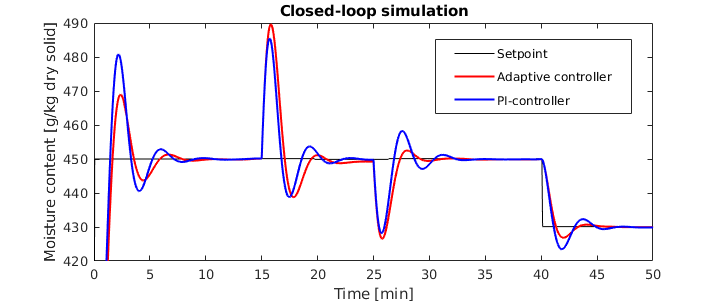 Closed-loop simulation
Moisture content [g/kg dry solid]
490
480
470
460
450
440
430
420
Setpoint
Adaptive controller
PI-controller
0 5 10 15 20 25 30 35 40 45 50
Time [min]